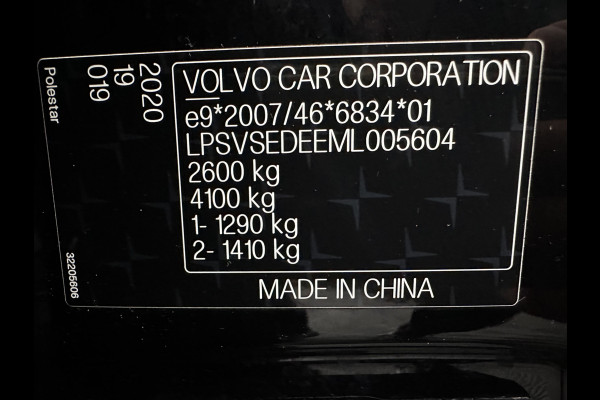 Polestar
32205606
2020
19
019
VOLVO CAR CORPORATION
e9*2007/46*6834*01
LPSVSEDEEML005604
2600 kg
4100 kg
1- 1290 kg
2- 1410 kg
MADE IN CHINA